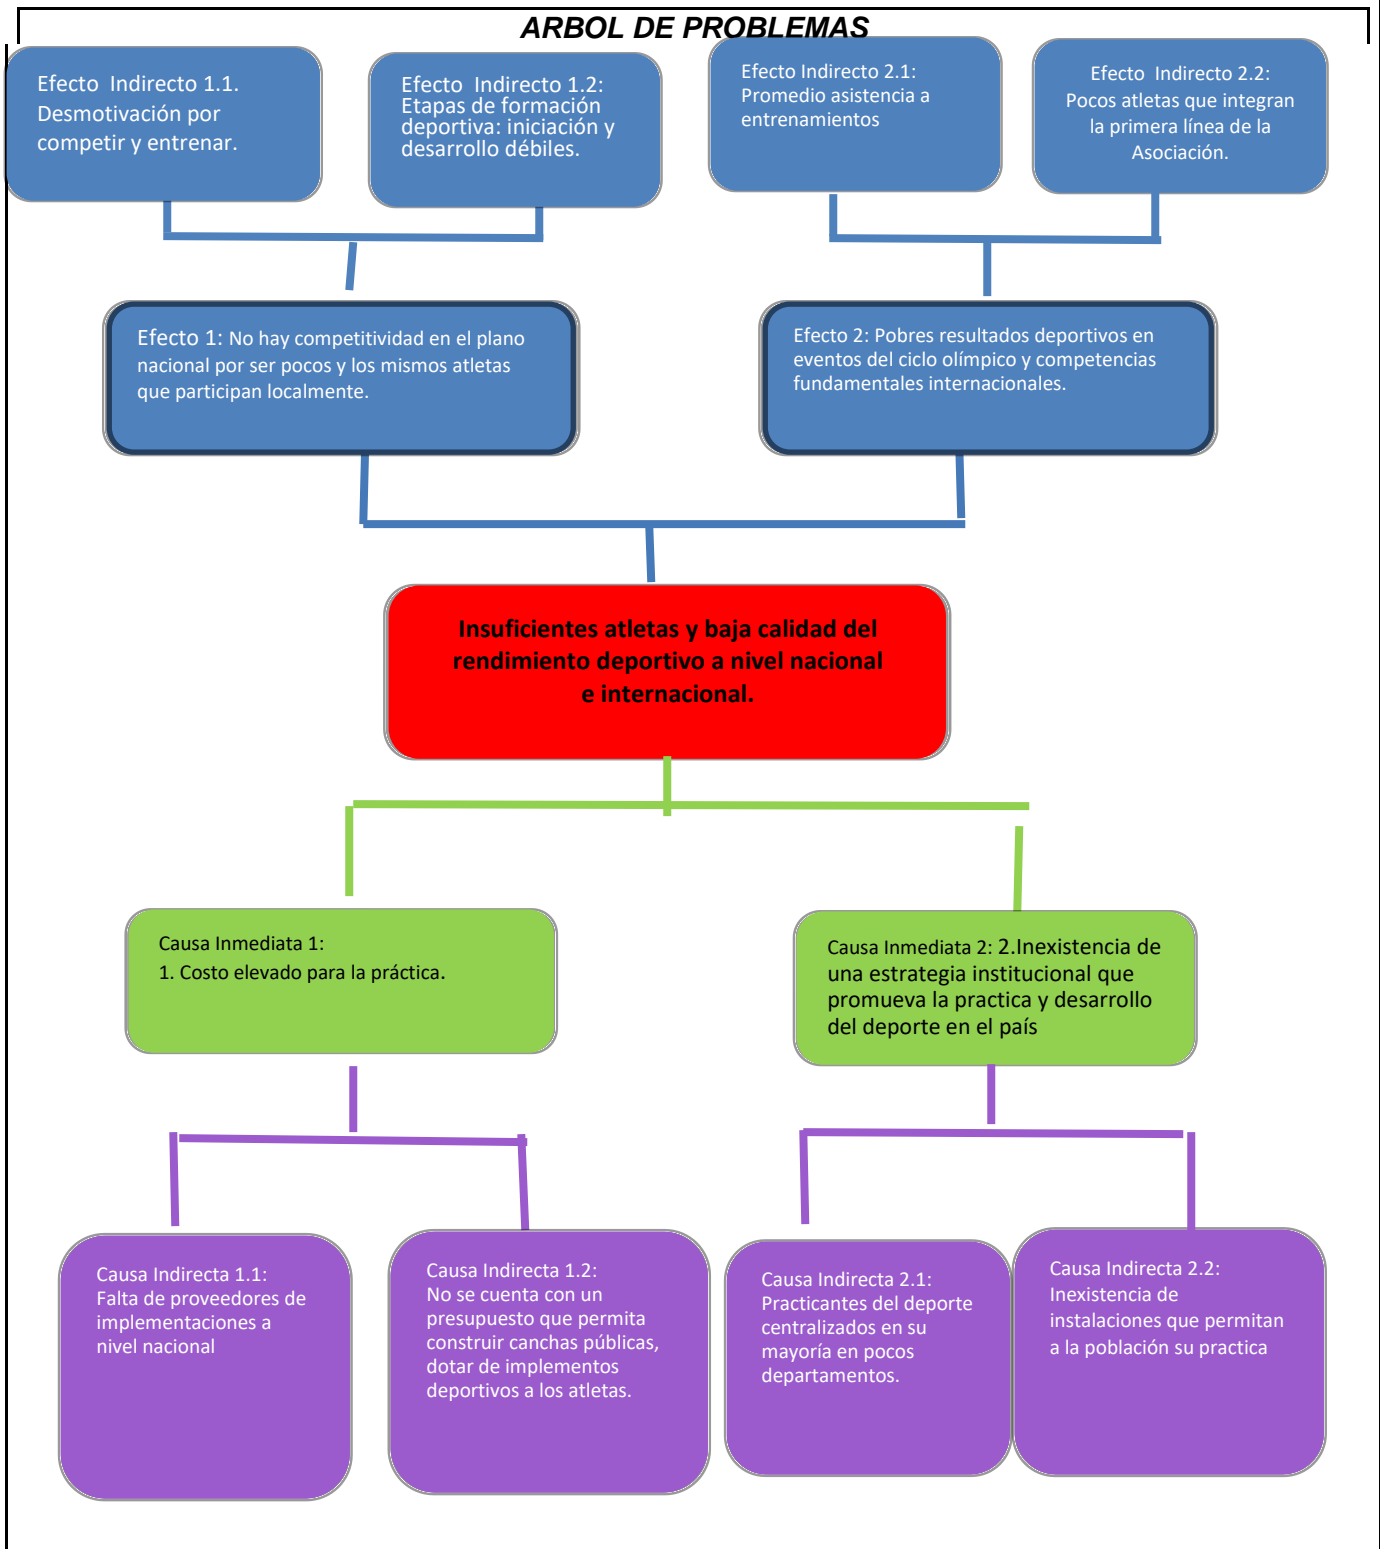 ARBOL DE PROBLEMAS
Efecto Indirecto 1.1.
Desmotivación por
competir y entrenar.
Efecto Indirecto 1.2:
Etapas de formación
deportiva: iniciación y
desarrollo débiles.
Efecto Indirecto 2.1:
Promedio asistencia a
entrenamientos
Efecto Indirecto 2.2:
Pocos atletas que integran
la primera línea de la
Asociación.
Efecto 1: No hay competitividad en el plano
nacional por ser pocos y los mismos atletas
que participan localmente.
Efecto 2: Pobres resultados deportivos en
eventos del ciclo olímpico y competencias
fundamentales internacionales.
Insuficientes atletas y baja calidad del
rendimiento deportivo a nivel nacional
e internacional.
Causa Inmediata 1:
1. Costo elevado para la práctica.
Causa Inmediata 2: 2.Inexistencia de
una estrategia institucional que
promueva la practica y desarrollo
del deporte en el país
Causa Indirecta 1.1:
Falta de proveedores de
implementaciones a
nivel nacional
Causa Indirecta 1.2:
No se cuenta con un
presupuesto que permita
construir canchas públicas,
dotar de implementos
deportivos a los atletas.
Causa Indirecta 2.1:
Practicantes del deporte
centralizados en su
mayoría en pocos
departamentos.
Causa Indirecta 2.2:
Inexistencia de
instalaciones que permitan
a la población su practica